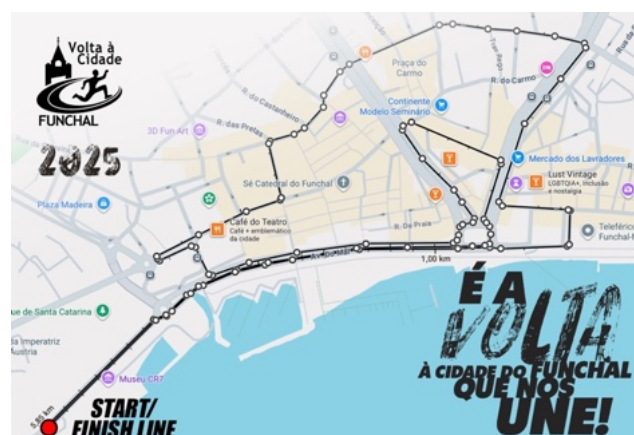 Volta à
Cidade
FUNCHAL
2025
Praça do
Carmo
R. do Carmo
Continente
Modelo Seminário
R. do Castanheiro
R. das Pretas
3D Fun Art
Mercado dos Lavradores
Sé Catedral do Funchal
Lust Vintage
LGBTQIA+, inclusão
e nostalgia
Plaza Madeira
Café do Teatro
Café + emblemático
da cidade
R. Da Praia
Teleférico
Funchal-M
Av. Do Mar
1,00 km
que de Santa Catarina
da Imperatriz
Áustria
Museu CR7
5,85 km
START/
FINISH LINE
É A
VOLTA
À CIDADE DO FUNCHAL
QUE NOS
UNE!